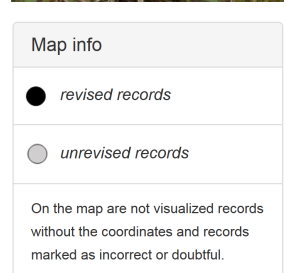 Map info
revised records
unrevised records
On the map are not visualized records
without the coordinates and records
marked as incorrect or doubtful.